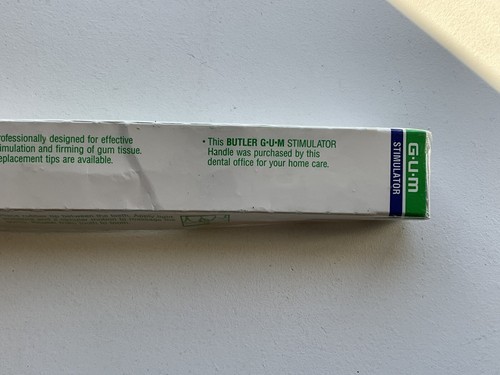 rofessionally designed for effective
imulation and firming of gum tissue.
eplacement tips are available.
• This BUTLER G·U·M STIMULATOR
Handle was purchased by this
dental office for your home care.
STIMULATOR
G·U·M